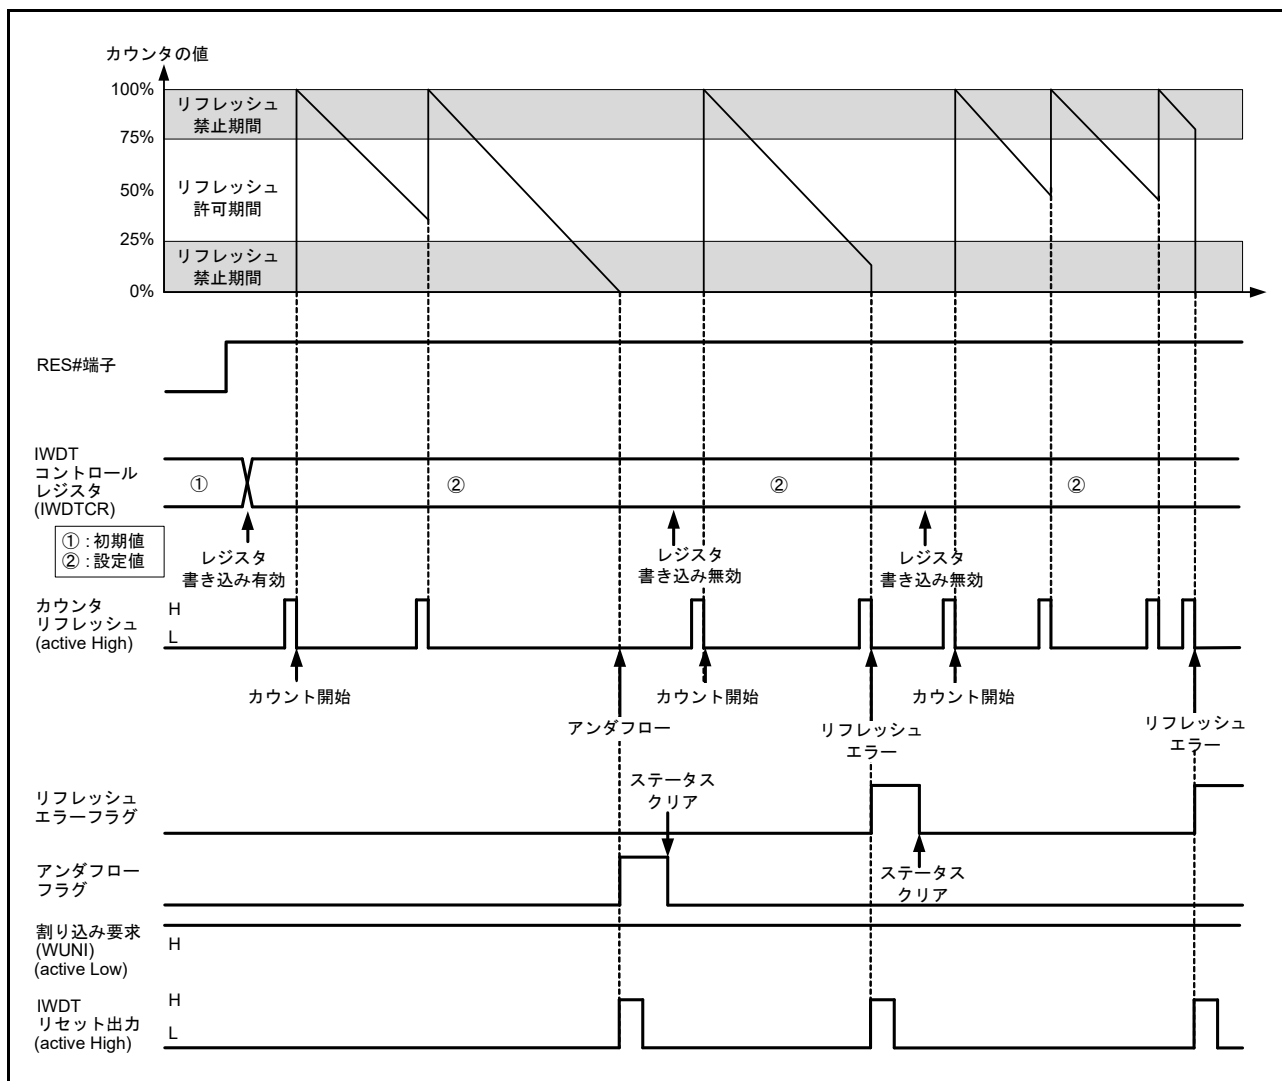 カウンタの値
100%
リフレッシュ
禁止期間
75%
50%
リフレッシュ
許可期間
25%
リフレッシュ
禁止期間
0%
RES#端子
IWDT
コントロール
レジスタ
(IWDTCR)
①
②
②
②
①:初期値
②:設定値
レジスタ
書き込み有効
レジスタ
書き込み無効
レジスタ
書き込み無効
カウンタ
リフレッシュ
(active High)
H
L
カウント開始
カウント開始
カウント開始
アンダフロー
リフレッシュ
エラー
リフレッシュ
エラー
ステータス
クリア
リフレッシュ
エラーフラグ
アンダフロー
フラグ
ステータス
クリア
割り込み要求
(WUNI)
(active Low)
H
IWDT
リセット出力
(active High)
H
L